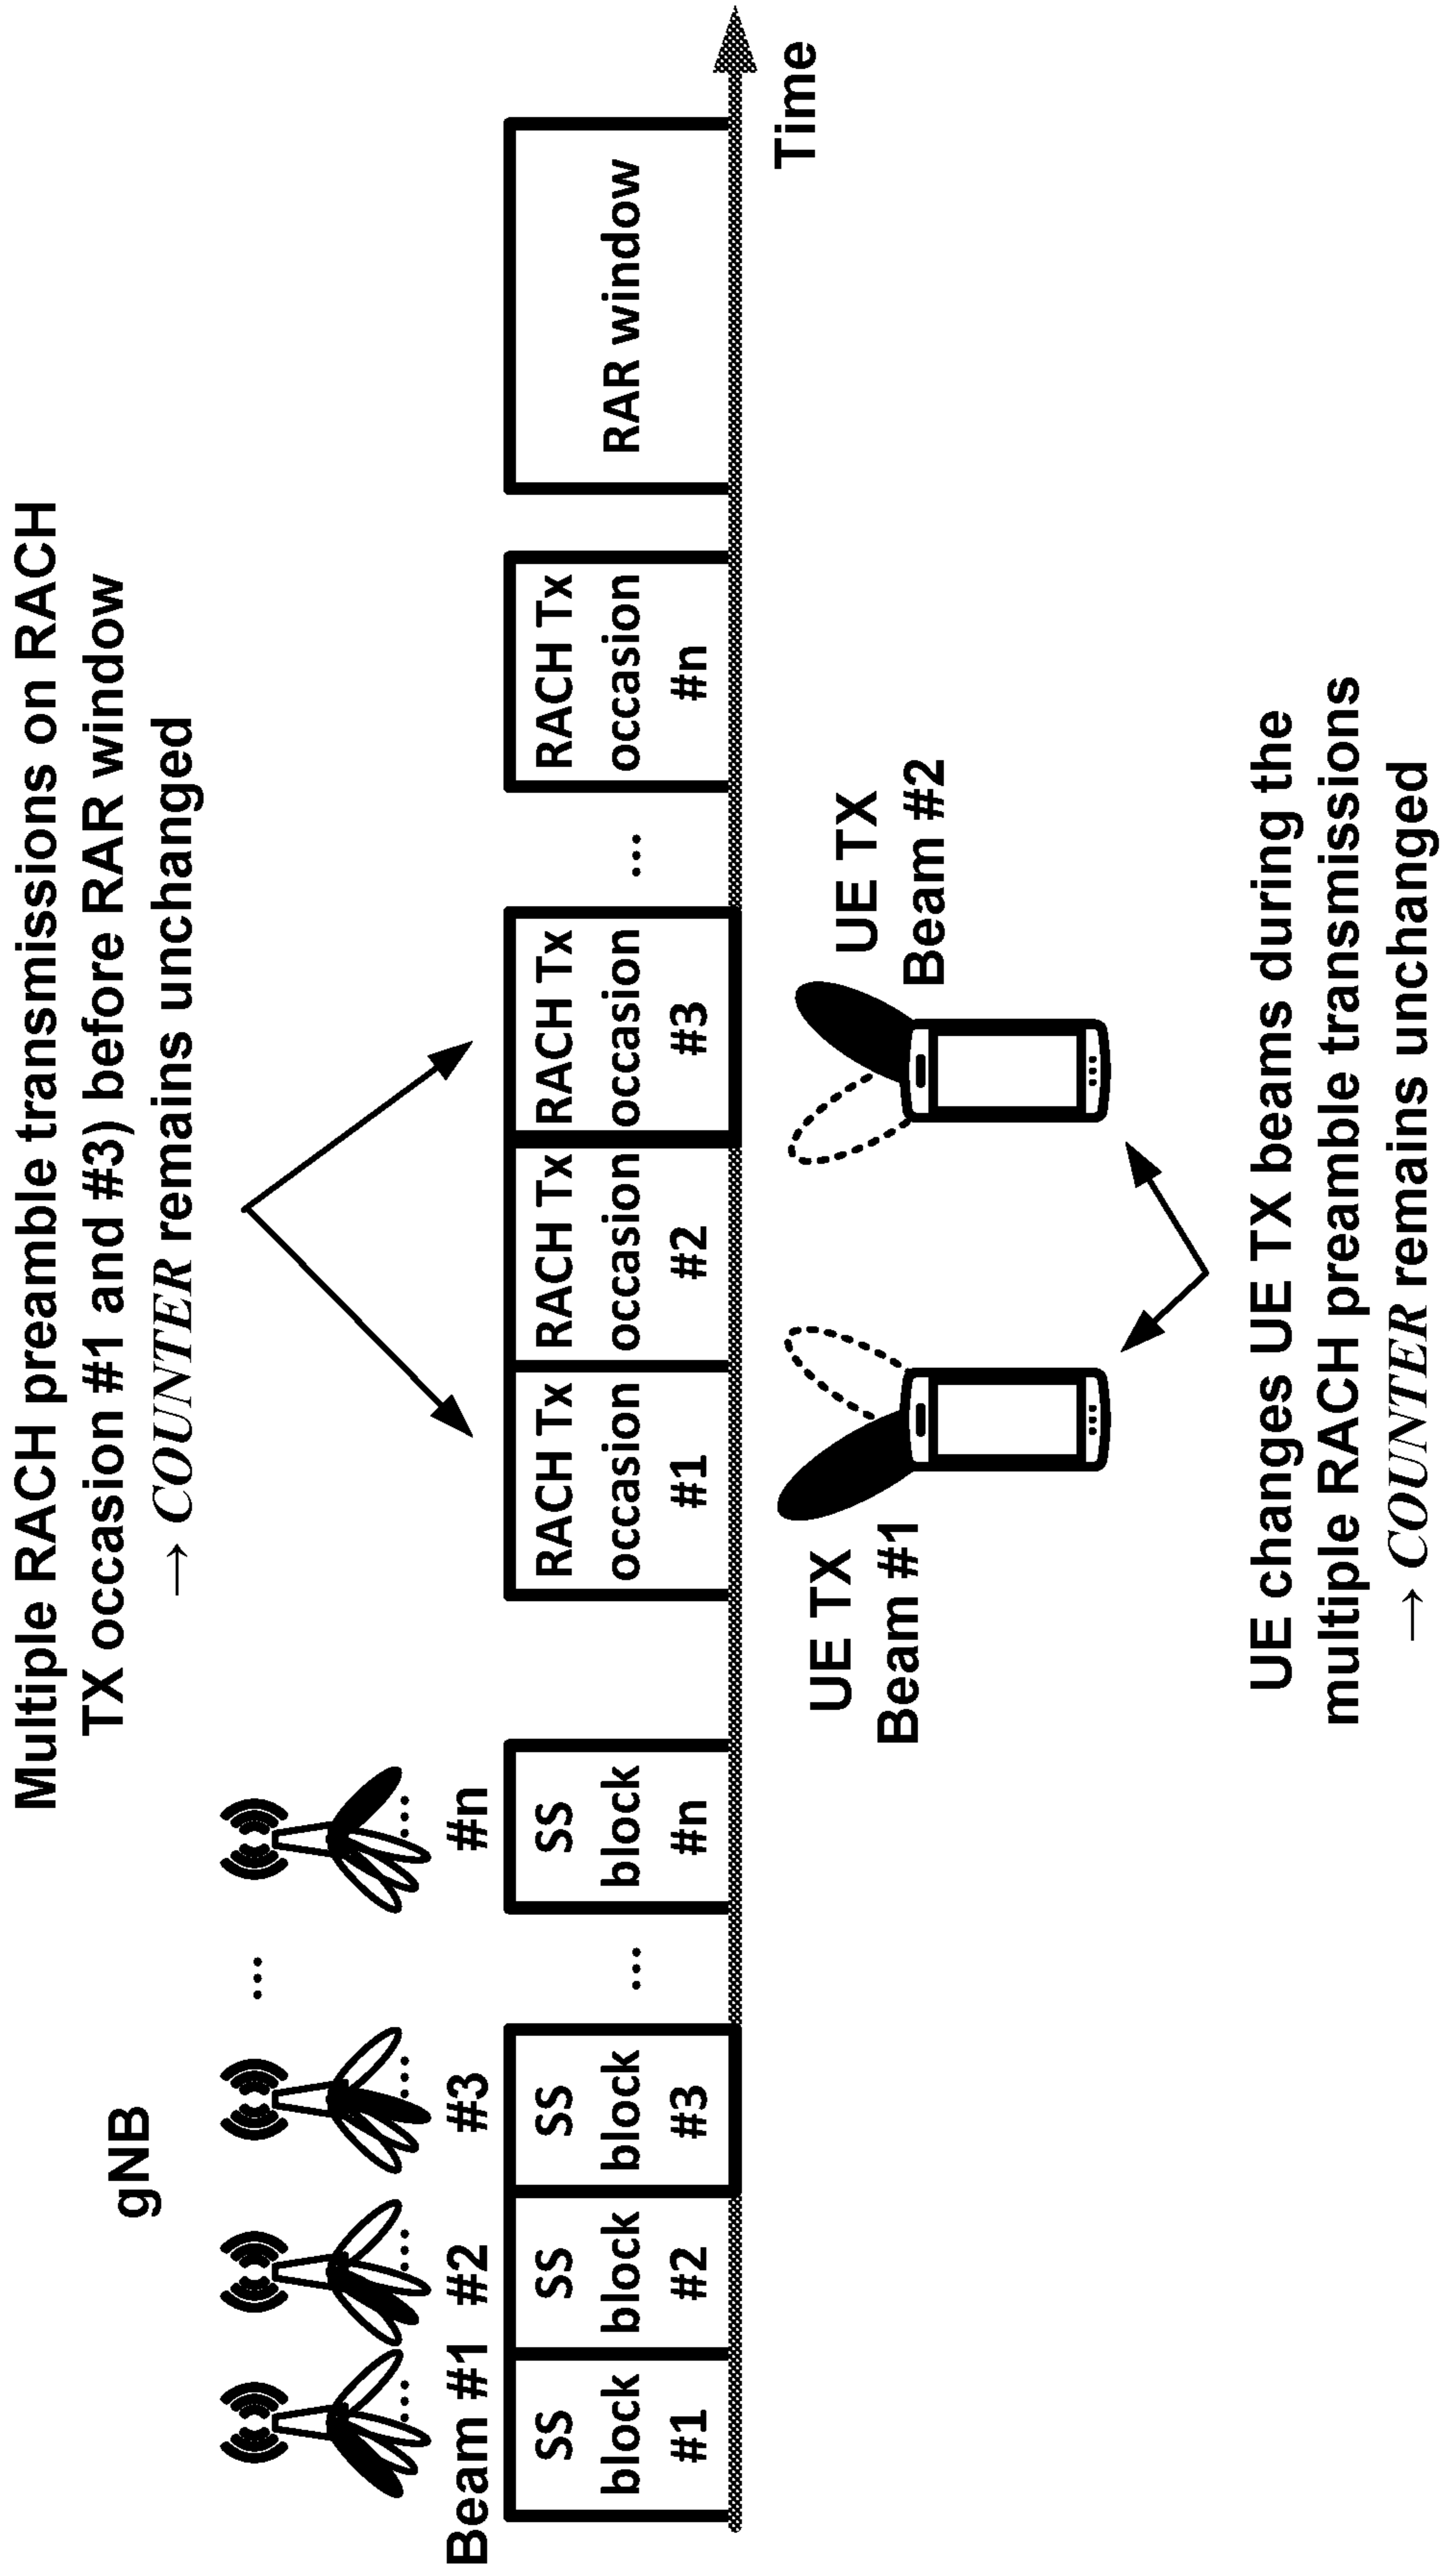 Multiple RACH preamble transmissions on RACH
TX occasion #1 and #3) before RAR window
→ COUNTER remains unchanged
gNB
...
Beam #1 #2 #3 #n
SS
block
#1
SS
block
#2
SS
block
#3
...
SS
block
#n
RACH Tx
occasion
#1
RACH Tx
occasion
#2
RACH Tx
occasion
#3
...
RACH Tx
occasion
#n
RAR window
Time
UE TX
Beam #1
UE TX
Beam #2
UE changes UE TX beams during the
multiple RACH preamble transmissions
→ COUNTER remains unchanged